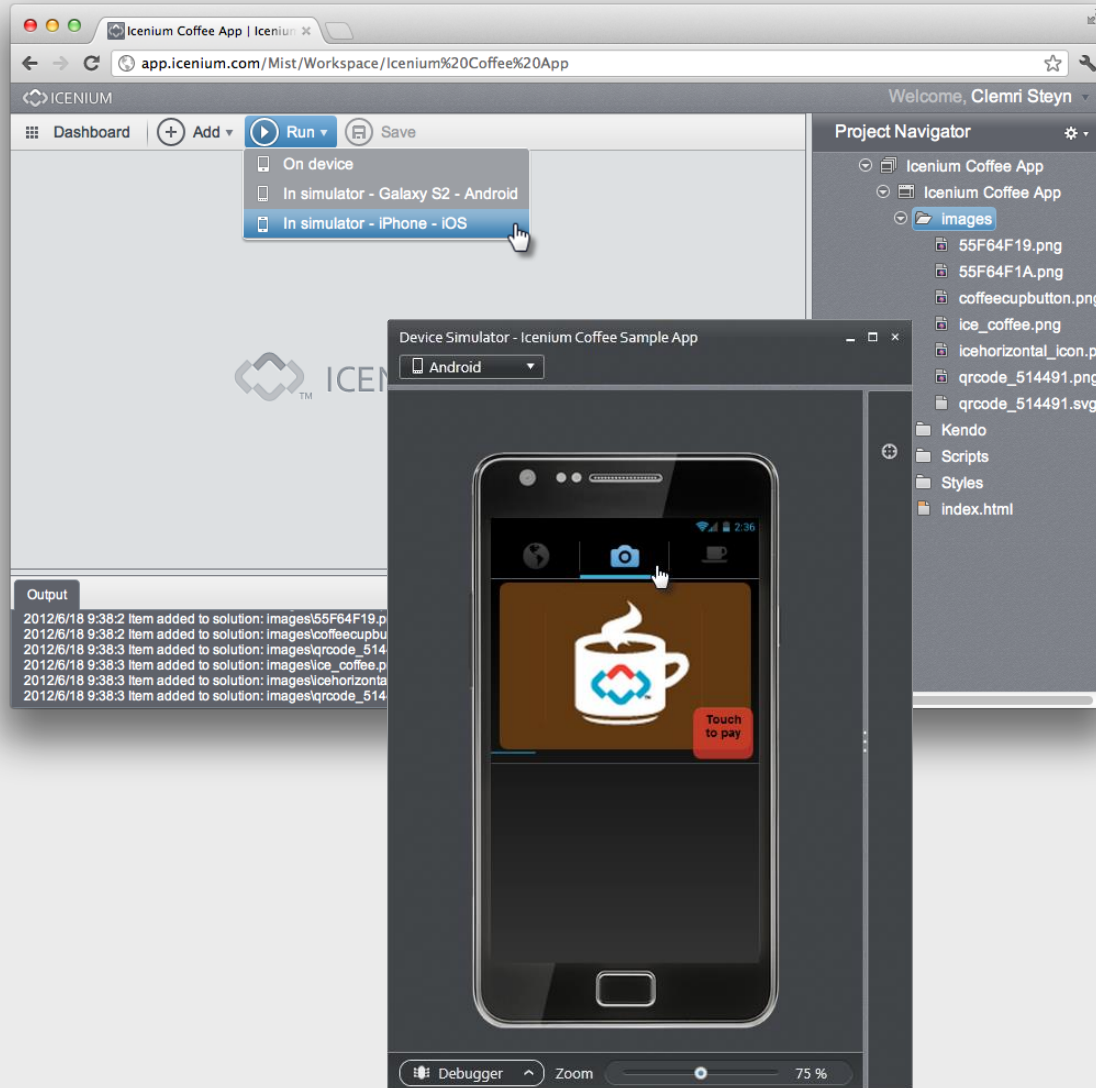 Icenium Coffee App | Iceniun
app.icenium.com/Mist/Workspace/Icenium%20Coffee%20App
ICENIUM
Welcome, Clemri Steyn
Dashboard Add Run Save
On device
In simulator - Galaxy S2 - Android
In simulator - iPhone - iOS
Project Navigator
Icenium Coffee App
Icenium Coffee App
images
55F64F19.png
55F64F1A.png
coffeecupbutton.png
ice_coffee.png
icehorizontal_icon.p
qrcode_514491.png
qrcode_514491.svg
Kendo
Scripts
Styles
index.html
ICEN
TM
Output
2012/6/18 9:38:2 Item added to solution: images\55F64F19.p
2012/6/18 9:38:2 Item added to solution: images\coffeecupbu
2012/6/18 9:38:3 Item added to solution: images\qrcode_514
2012/6/18 9:38:3 Item added to solution: images\ice_coffee.p
2012/6/18 9:38:3 Item added to solution: images\icehorizonta
2012/6/18 9:38:3 Item added to solution: images\qrcode_514
Device Simulator - Icenium Coffee Sample App
Android
2:36
TM
Touch
to pay
Debugger Zoom 75 %